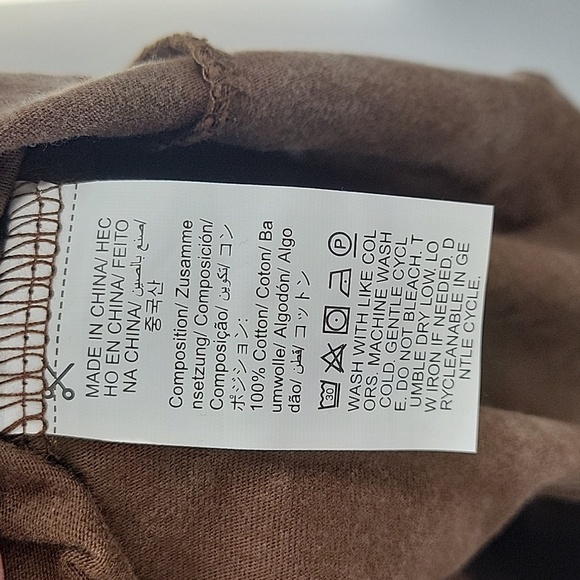 MADE IN CHINA/ HEC
HO EN CHINA/ FEITO
NA CHINA/ صنع بالصين/
중국산
Composition/ Zusamme
nsetzung/ Composición/
Composição/ تكوين/ コン
ポジション:
100% Cotton/ Coton/ Ba
umwolle/ Algodón/ Algo
dão/ قطن/ コットン
30 P
WASH WITH LIKE COL
ORS. MACHINE WASH
COLD, GENTLE CYCL
E. DO NOT BLEACH. T
UMBLE DRY LOW. LO
W IRON IF NEEDED. D
RYCLEANABLE IN GE
NTLE CYCLE.